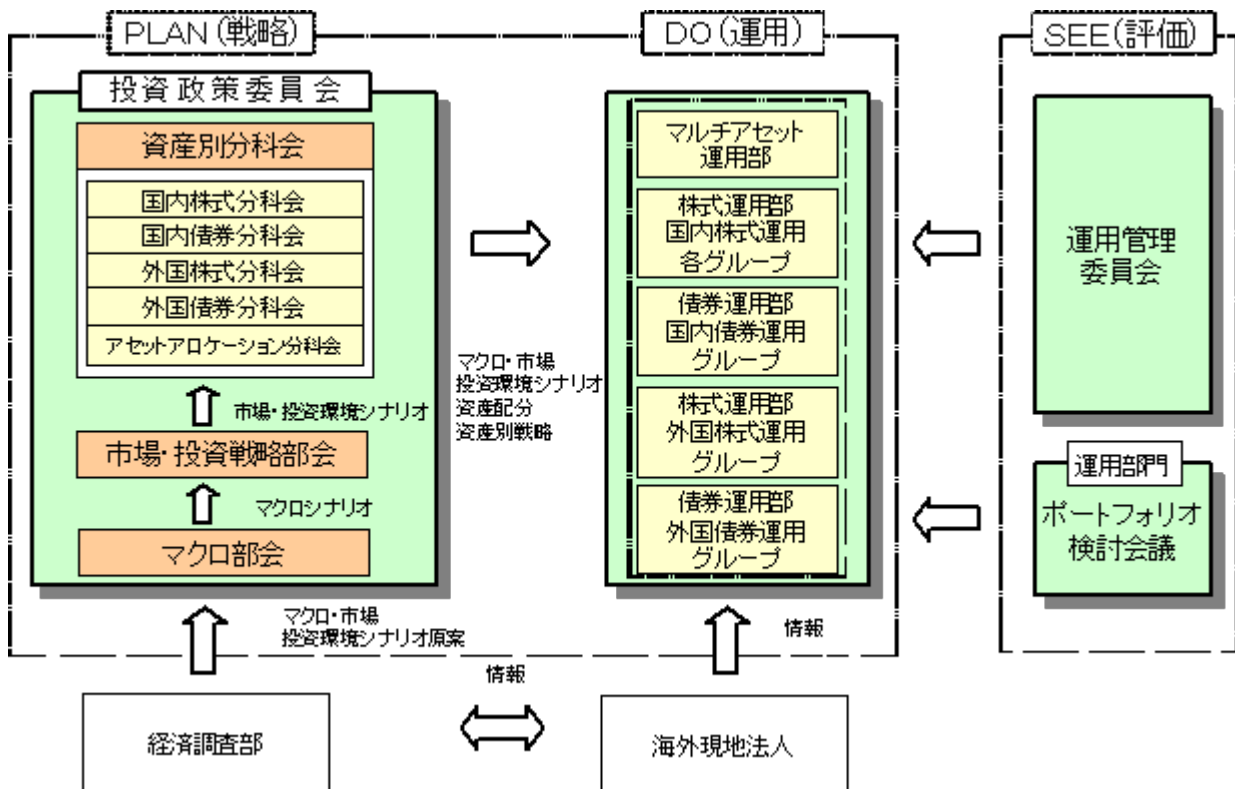 PLAN(戦略)
投資政策委員会
資産別分科会
国内株式分科会
国内債券分科会
外国株式分科会
外国債券分科会
アセットアロケーション分科会
市場・投資環境シナリオ
市場・投資戦略部会
マクロシナリオ
マクロ部会
マクロ・市場
投資環境シナリオ原案
経済調査部
マクロ・市場
投資環境シナリオ
資産配分
資産別戦略
DO(運用)
マルチアセット
運用部
株式運用部
国内株式運用
各グループ
債券運用部
国内債券運用
グループ
株式運用部
外国株式運用
グループ
債券運用部
外国債券運用
グループ
情報
情報
海外現地法人
SEE(評価)
運用管理
委員会
運用部門
ポートフォリオ
検討会議